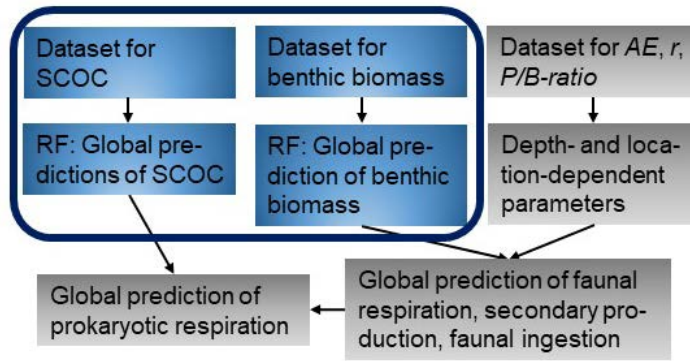 Dataset for
SCOC
Dataset for
benthic biomass
Dataset for AE, r,
P/B-ratio
RF: Global pre-
dictions of SCOC
RF: Global pre-
diction of benthic
biomass
Depth- and loca-
tion-dependent
parameters
Global prediction of
prokaryotic respiration
Global prediction of faunal
respiration, secondary pro-
duction, faunal ingestion